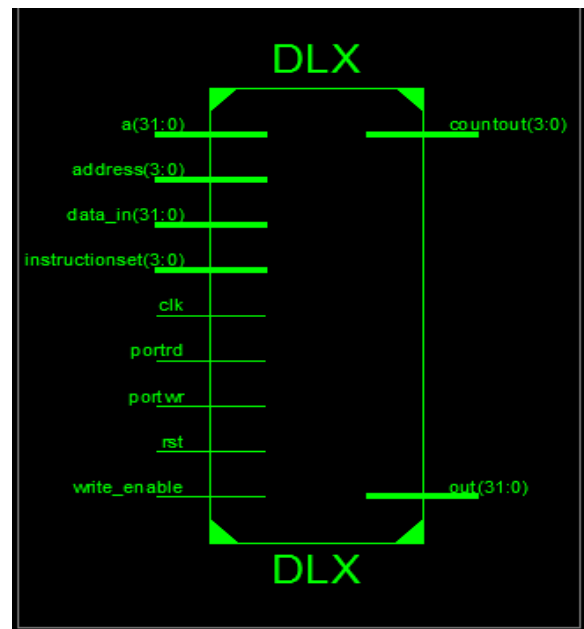 DLX
a(31:0)
countout(3:0)
address(3:0)
data_in(31:0)
instructionset(3:0)
clk
portrd
portwr
rst
write_enable
out(31:0)
DLX